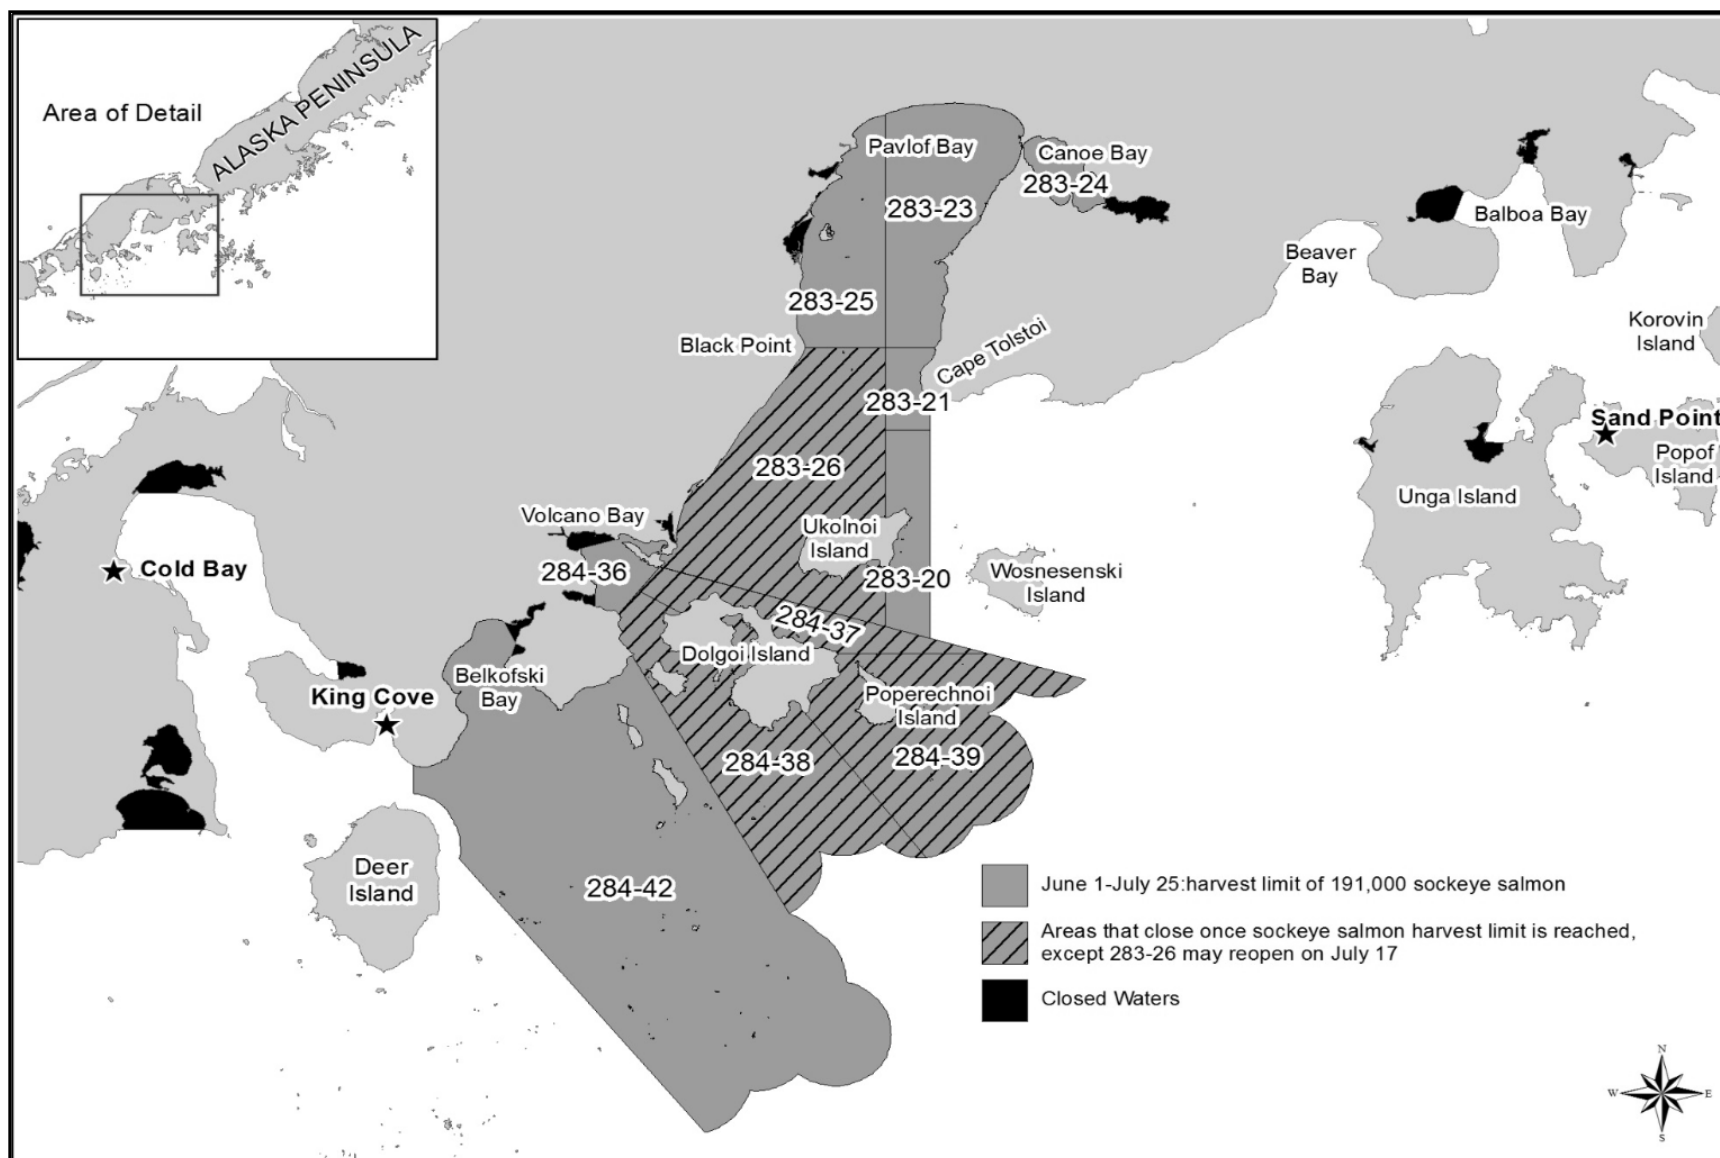 Area of Detail
ALASKA PENINSULA
Pavlof Bay
Canoe Bay
283-24
283-23
Balboa Bay
Beaver
Bay
283-25
Black Point
Cape Tolstoi
Korovin
Island
283-21
Sand Point
Popof
Island
283-26
Unga Island
Volcano Bay
Ukolnoi
Island
Cold Bay
284-36
283-20
Wosnesenski
Island
284-37
Dolgoi Island
Belkofski
Bay
King Cove
Poperechnoi
Island
284-38
284-39
Deer
Island
284-42
June 1-July 25:harvest limit of 191,000 sockeye salmon
Areas that close once sockeye salmon harvest limit is reached,
except 283-26 may reopen on July 17
Closed Waters
N
W
E
S